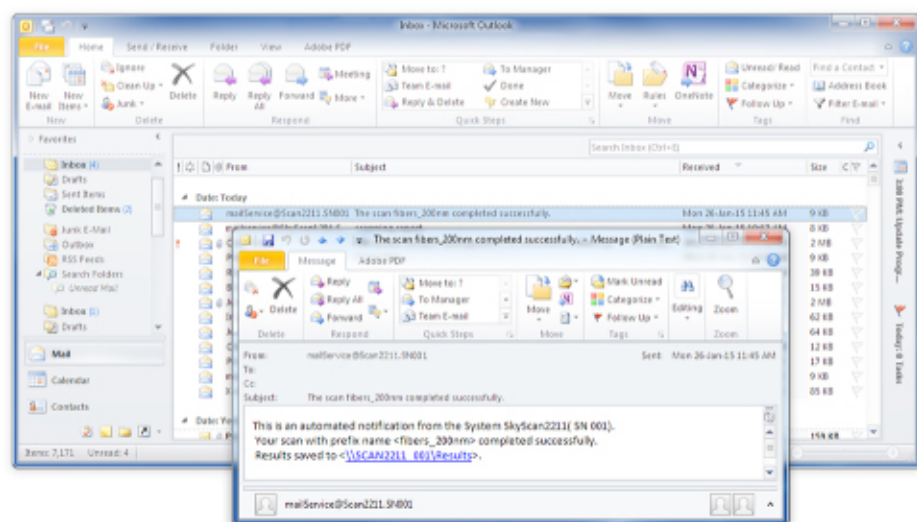 Inbox - Microsoft Outlook
File Home Send / Receive Folder View Adobe PDF
New E-mail
New Items
New
Ignore
Clean Up
Junk
Delete
Delete
Reply
Reply All
Forward
Meeting
More
Respond
Move to: ?
Team E-mail
Reply & Delete
To Manager
Done
Create New
Quick Steps
Move
Rules
OneNote
Move
Unread/ Read
Categorize
Follow Up
Tags
Find a Contact
Address Book
Filter E-mail
Find
Favorites
Inbox (4)
Drafts
Sent Items
Deleted Items (2)
Junk E-Mail
Outbox
RSS Feeds
Search Folders
Unread Mail
Inbox (1)
Drafts
Mail
Calendar
Contacts
Items: 7,171 Unread: 4
Search Inbox (Ctrl+E)
From Subject Received Size
Date: Today
mailService@Scan2211.SN001 The scan fibers_200nm completed successfully. Mon 26-Jan-15 11:45 AM 9 KB
8 KB
2 MB
9 KB
39 KB
15 KB
2 MB
62 KB
64 KB
12 KB
17 KB
9 KB
85 KB
159 KB
Today: 0 Tasks
The scan fibers_200nm completed successfully. - Message (Plain Text)
File Message Adobe PDF
Delete
Delete
Reply
Reply All
Forward
Respond
Move to: ?
To Manager
Team E-mail
Quick Steps
Move
Move
Mark Unread
Categorize
Follow Up
Tags
Editing
Zoom
Zoom
From: mailService@Scan2211.SN001 Sent: Mon 26-Jan-15 11:45 AM
To:
Cc:
Subject: The scan fibers_200nm completed successfully.
This is an automated notification from the System SkyScan2211( SN 001).
Your scan with prefix name <fibers_200nm> completed successfully.
Results saved to <\\SCAN2211_001\Results>.
mailService@Scan2211.SN001